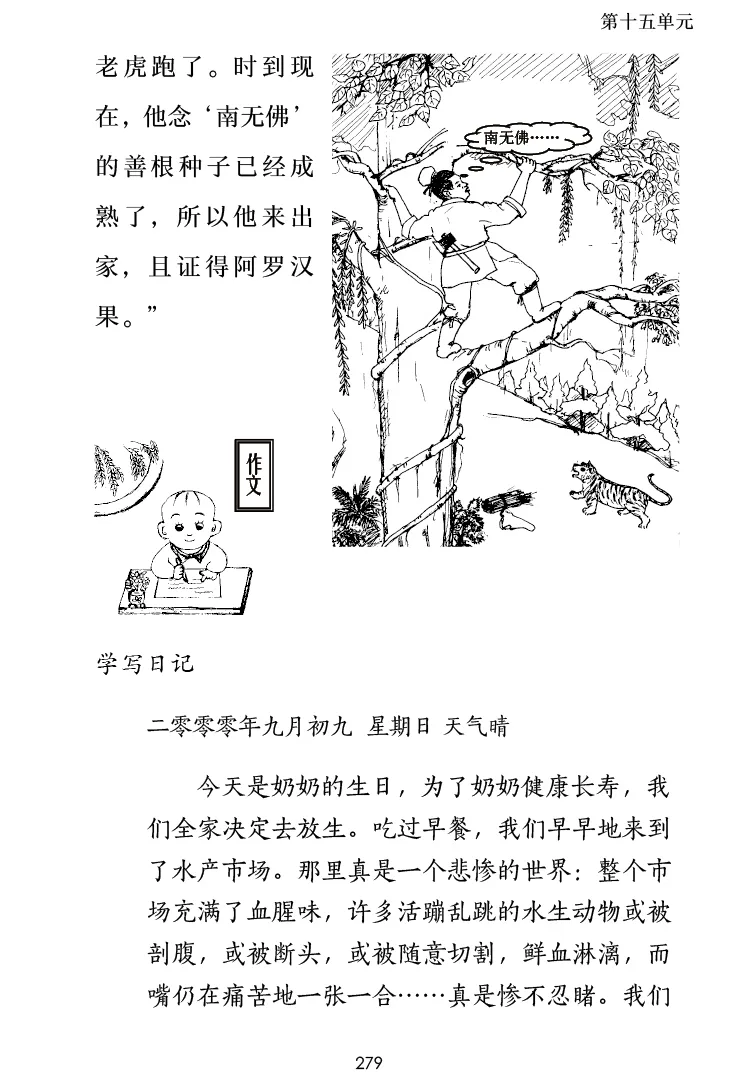 第十五单元
老虎跑了。时到现
在，他念‘南无佛’
的善根种子已经成
熟了，所以他来出
家，且证得阿罗汉
果。”
南无佛……
作文
学写日记
二零零零年九月初九 星期日 天气晴
今天是奶奶的生日，为了奶奶健康长寿，我
们全家决定去放生。吃过早餐，我们早早地来到
了水产市场。那里真是一个悲惨的世界：整个市
场充满了血腥味，许多活蹦乱跳的水生动物或被
剖腹，或被断头，或被随意切割，鲜血淋漓，而
嘴仍在痛苦地一张一合……真是惨不忍睹。我们
279